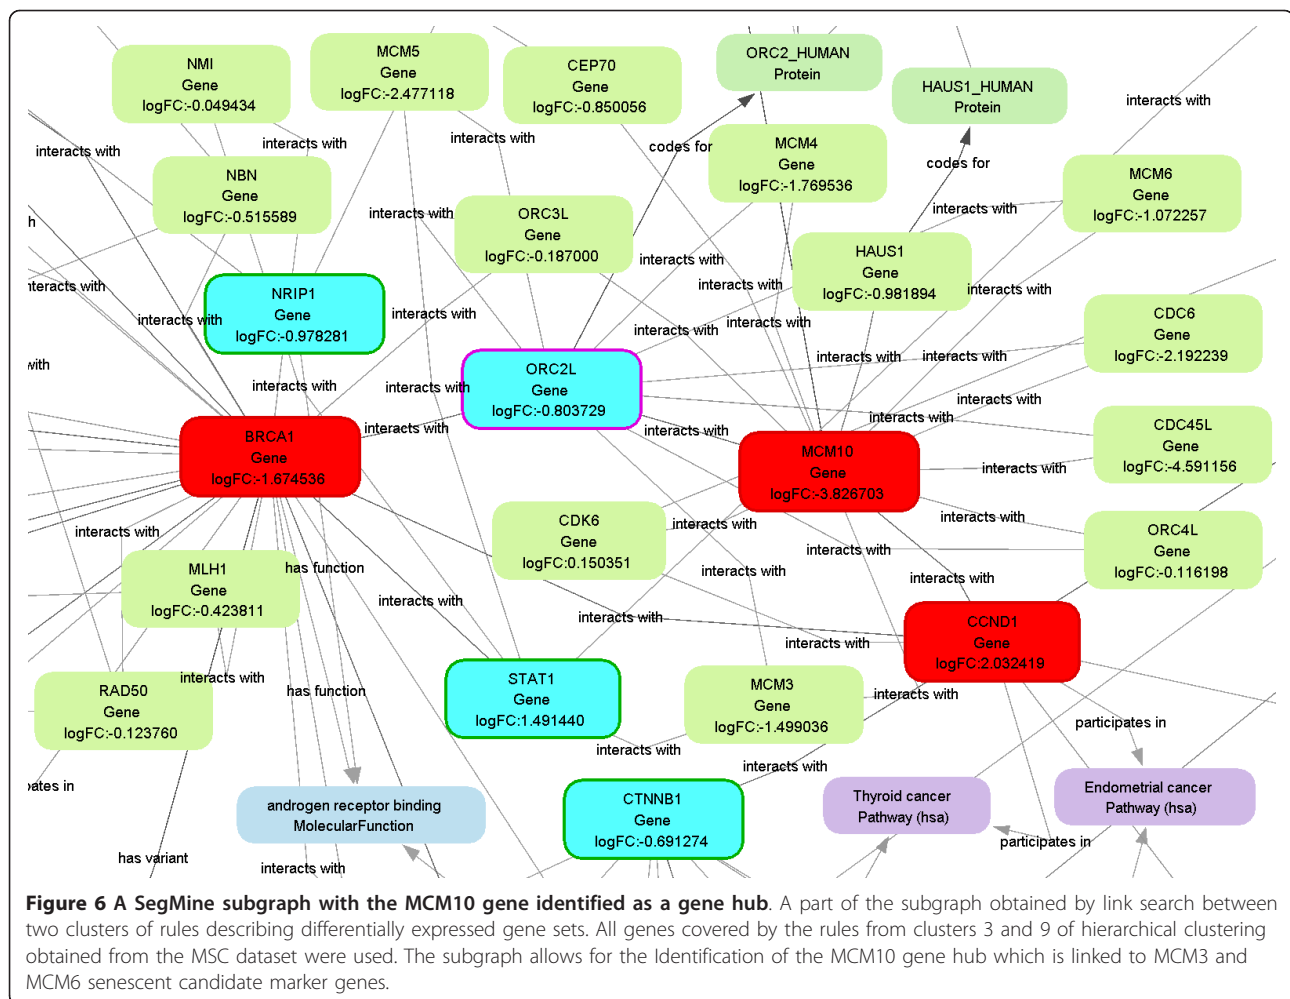 NMI
Gene
logFC:-0.049434
MCM5
Gene
logFC:-2.477118
CEP70
Gene
logFC:-0.850056
ORC2_HUMAN
Protein
HAUS1_HUMAN
Protein
interacts with
interacts with
interacts with
interacts with
codes for
MCM4
Gene
logFC:-1.769536
codes for
NBN
Gene
logFC:-0.515589
MCM6
Gene
logFC:-1.072257
interacts with
ORC3L
Gene
logFC:-0.187000
interacts with
HAUS1
Gene
logFC:-0.981894
interacts with
interacts with
interacts with
NRIP1
Gene
logFC:-0.978281
interacts with
interacts with
interacts with
interacts with
CDC6
Gene
logFC:-2.192239
interacts with
interacts with
with
ORC2L
Gene
logFC:-0.803729
interacts with
interacts with
interacts with
CDC45L
Gene
logFC:-4.591156
BRCA1
Gene
logFC:-1.674536
interacts with
interacts with
MCM10
Gene
logFC:-3.826703
interacts with
interacts with
CDK6
Gene
logFC:0.150351
interacts with
interacts with
ORC4L
Gene
logFC:-0.116198
interacts with
MLH1
Gene
logFC:-0.423811
has function
interacts with
interacts with
interacts with
interacts with
CCND1
Gene
logFC:2.032419
interacts with
interacts with
RAD50
Gene
logFC:-0.123760
has function
STAT1
Gene
logFC:1.491440
MCM3
Gene
logFC:-1.499036
interacts with
participates in
interacts with
interacts with
androgen receptor binding
MolecularFunction
CTNNB1
Gene
logFC:-0.691274
Thyroid cancer
Pathway (hsa)
Endometrial cancer
Pathway (hsa)
participates in
has variant
interacts with
Figure 6 A SegMine subgraph with the MCM10 gene identified as a gene hub. A part of the subgraph obtained by link search between
two clusters of rules describing differentially expressed gene sets. All genes covered by the rules from clusters 3 and 9 of hierarchical clustering
obtained from the MSC dataset were used. The subgraph allows for the Identification of the MCM10 gene hub which is linked to MCM3 and
MCM6 senescent candidate marker genes.